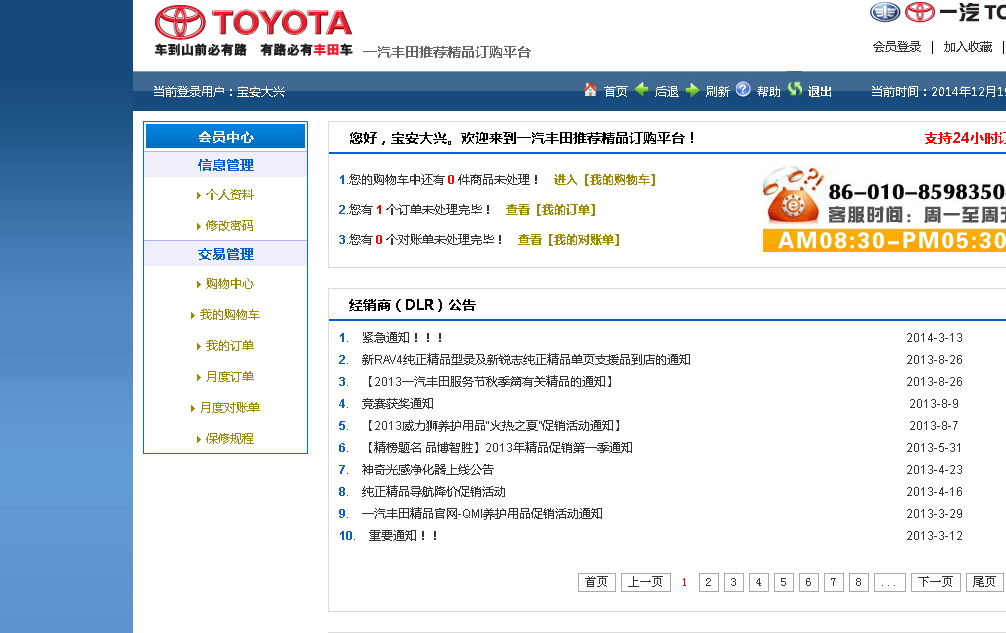 TOYOTA
一汽 TO
车到山前必有路 有路必有丰田车
一汽丰田推荐精品订购平台
会员登录 | 加入收藏 |
当前登录用户：宝安大兴
首页 后退 刷新 帮助 退出
当前时间：2014年12月1
会员中心
信息管理
个人资料
修改密码
交易管理
购物中心
我的购物车
我的订单
月度订单
月度对账单
保修规程
您好，宝安大兴。欢迎来到一汽丰田推荐精品订购平台！
支持24小时订
1.您的购物车中还有 0 件商品未处理！ 进入【我的购物车】
2.您有 1 个订单未处理完毕！ 查看【我的订单】
3.您有 0 个对账单未处理完毕！ 查看【我的对账单】
86-010-8598350
客服时间：周一至周五
AM08:30-PM05:30
经销商（DLR）公告
1. 紧急通知！！！ 2014-3-13
2. 新RAV4纯正精品型录及新锐志纯正精品单页支援品到店的通知 2013-8-26
3. 【2013一汽丰田服务节秋季篇有关精品的通知】 2013-8-26
4. 竞赛获奖通知 2013-8-9
5. 【2013威力狮养护用品"火热之夏"促销活动通知】 2013-8-7
6. 【精榜题名 品博智胜】2013年精品促销第一季通知 2013-5-31
7. 神奇光感净化器上线公告 2013-4-23
8. 纯正精品导航降价促销活动 2013-4-16
9. 一汽丰田精品官网-QMI养护用品促销活动通知 2013-3-29
10. 重要通知！！ 2013-3-12
首页 上一页 1 2 3 4 5 6 7 8 ... 下一页 尾页